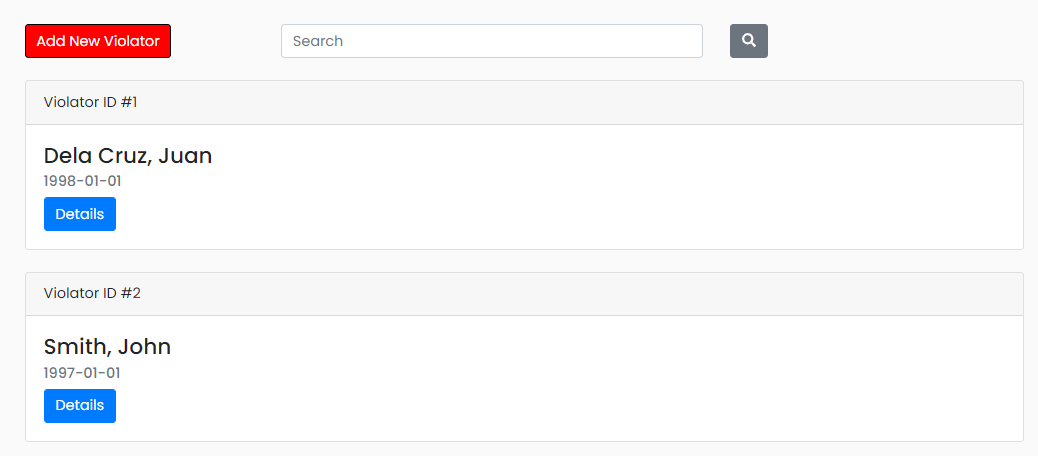 Add New Violator
Search
Violator ID #1
Dela Cruz, Juan
1998-01-01
Details
Violator ID #2
Smith, John
1997-01-01
Details